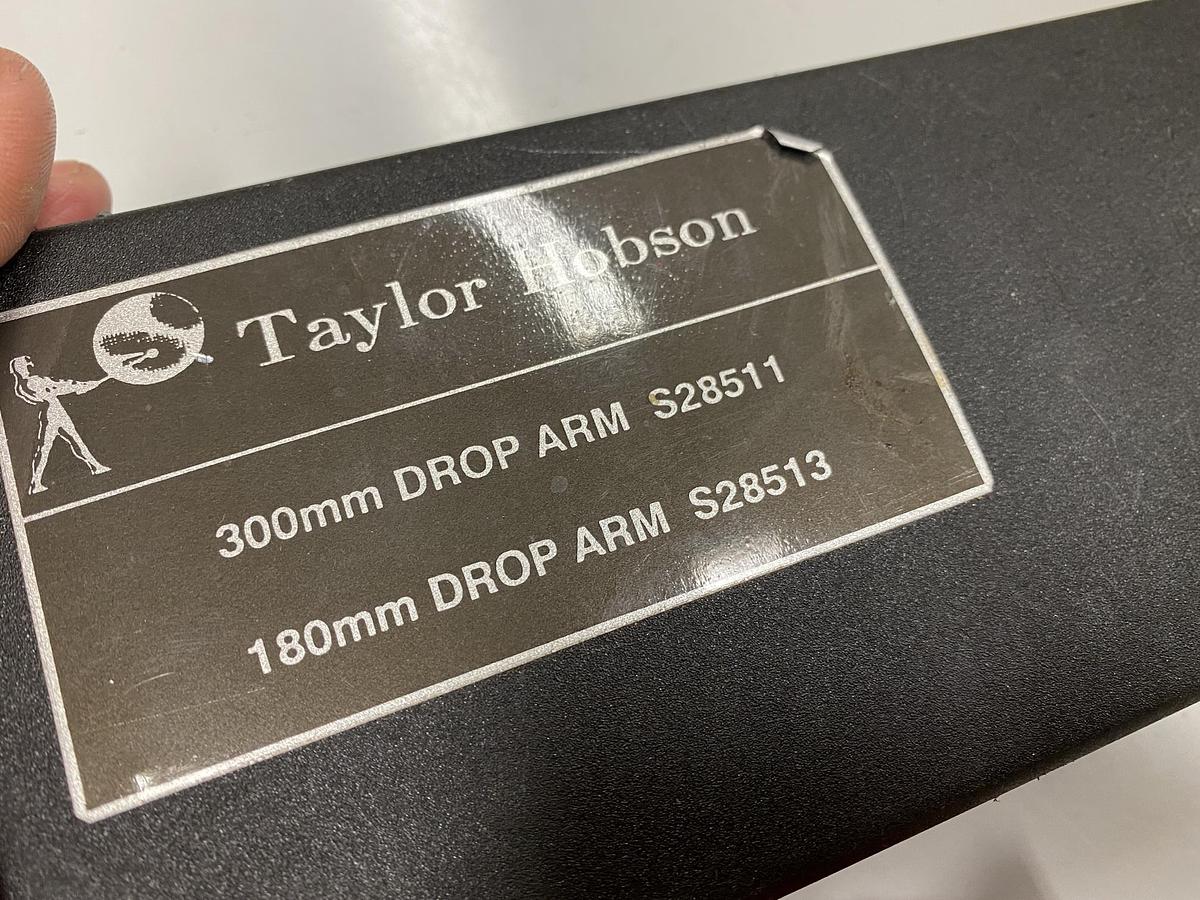 Taylor Hobson
300mm DROP ARM S28511
180mm DROP ARM S28513